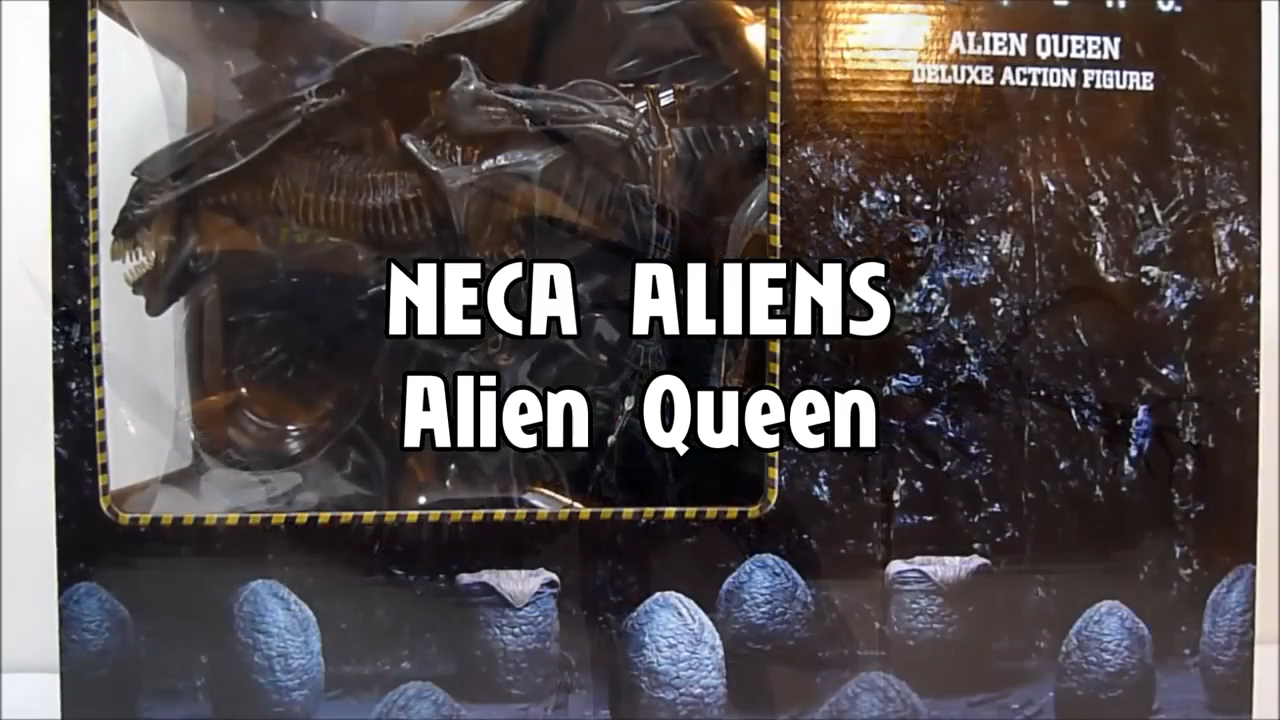 ALIEN QUEEN
DELUXE ACTION FIGURE
NECA ALIENS
Alien Queen